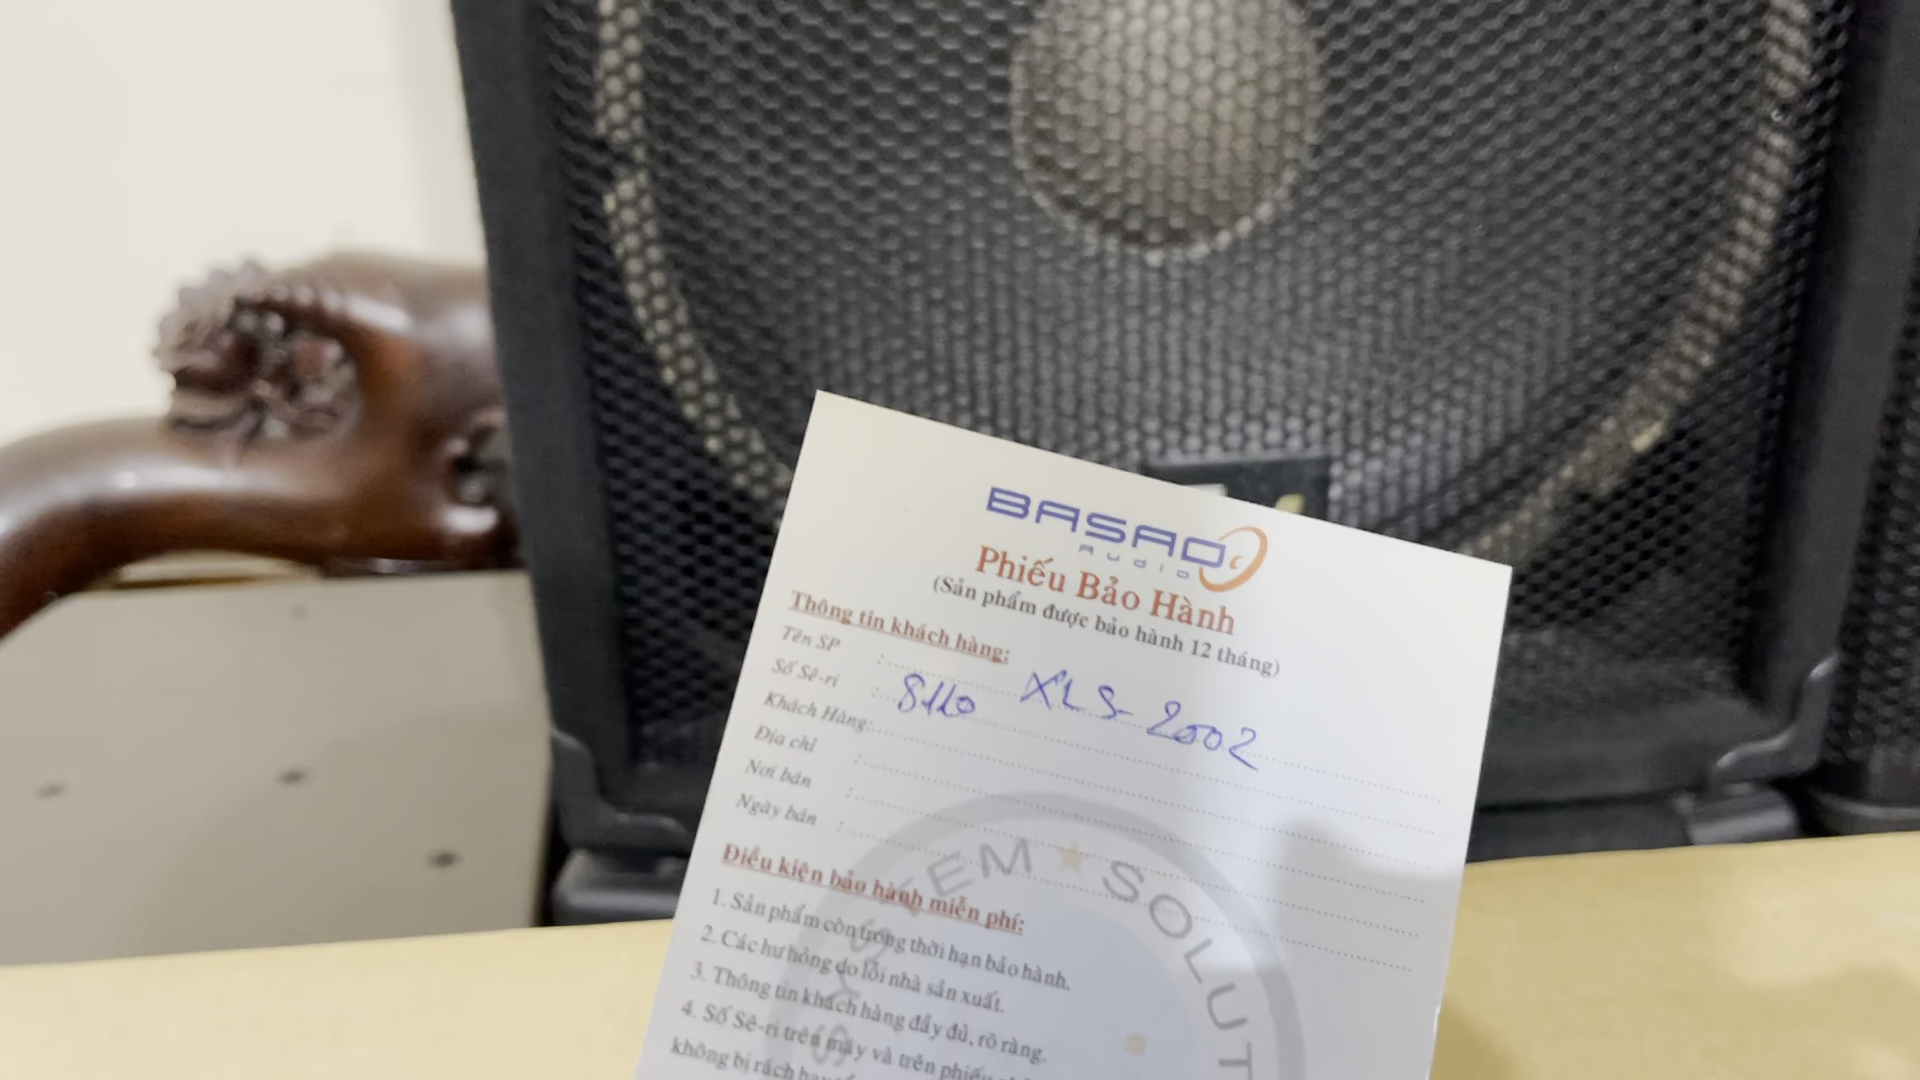 BASAO
Audio
Phiếu Bảo Hành
(Sản phẩm được bảo hành 12 tháng)
Thông tin khách hàng:
Tên SP :
XLS-2002
Số Sê-ri :
Khách Hàng:
Địa chỉ :
Nơi bán :
Ngày bán :
SYSTEM ★ SOLUT
Điều kiện bảo hành miễn phí:
1. Sản phẩm còn trong thời hạn bảo hành.
2. Các hư hỏng do lỗi nhà sản xuất.
3. Thông tin khách hàng đầy đủ, rõ ràng.
4. Số Sê-ri trên máy và trên phiếu
không bị rách hay